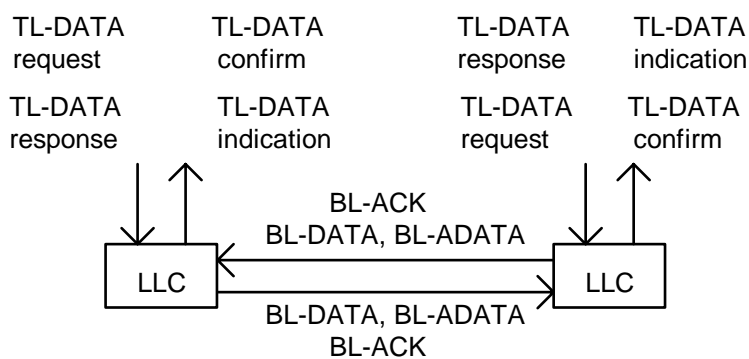 TL-DATA request
TL-DATA confirm
TL-DATA response
TL-DATA indication
TL-DATA response
TL-DATA indication
TL-DATA request
TL-DATA confirm
BL-ACK
BL-DATA, BL-ADATA
LLC
LLC
BL-DATA, BL-ADATA
BL-ACK